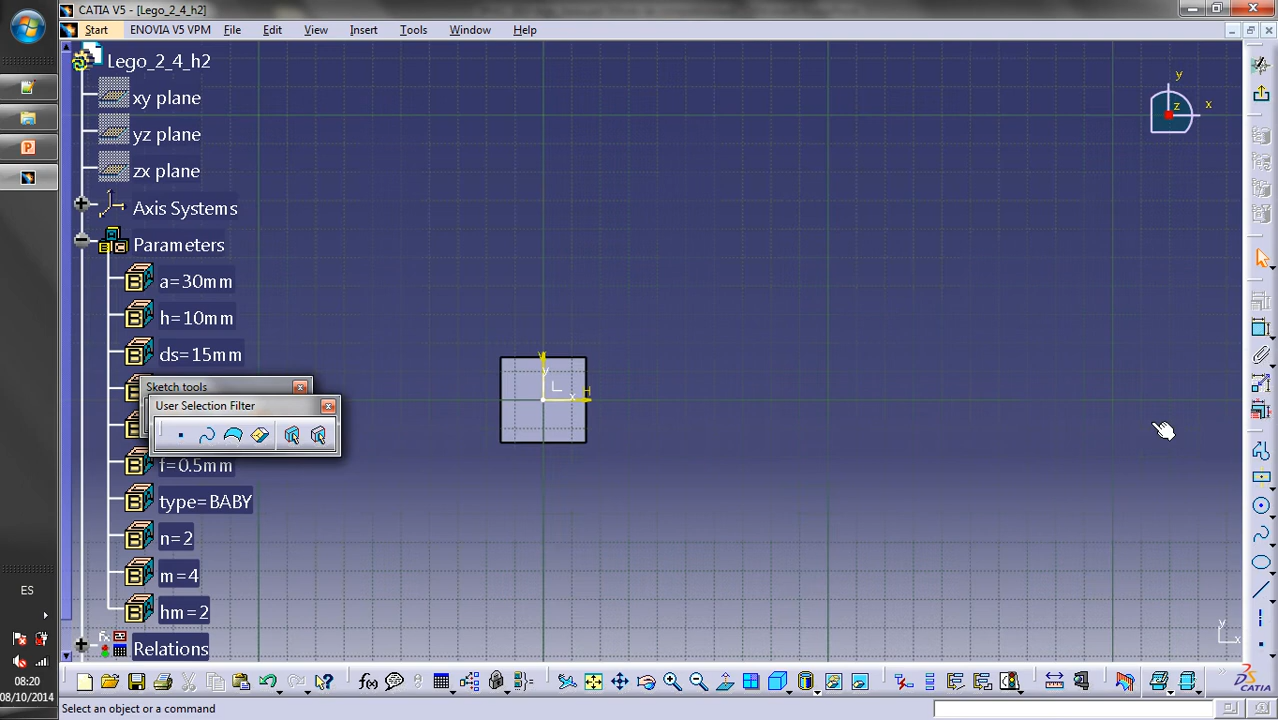 CATIA V5 - [Lego_2_4_h2]
Start ENOVIA V5 VPM File Edit View Insert Tools Window Help
Lego_2_4_h2
xy plane
yz plane
zx plane
Axis Systems
Parameters
a=30mm
h=10mm
ds=15mm
Sketch tools
User Selection Filter
f=0.5mm
type=BABY
n=2
m=4
hm=2
Relations
y
x
z
y
x
H
y
x
ES
08:20
08/10/2014
f(x)
CATIA
Select an object or a command